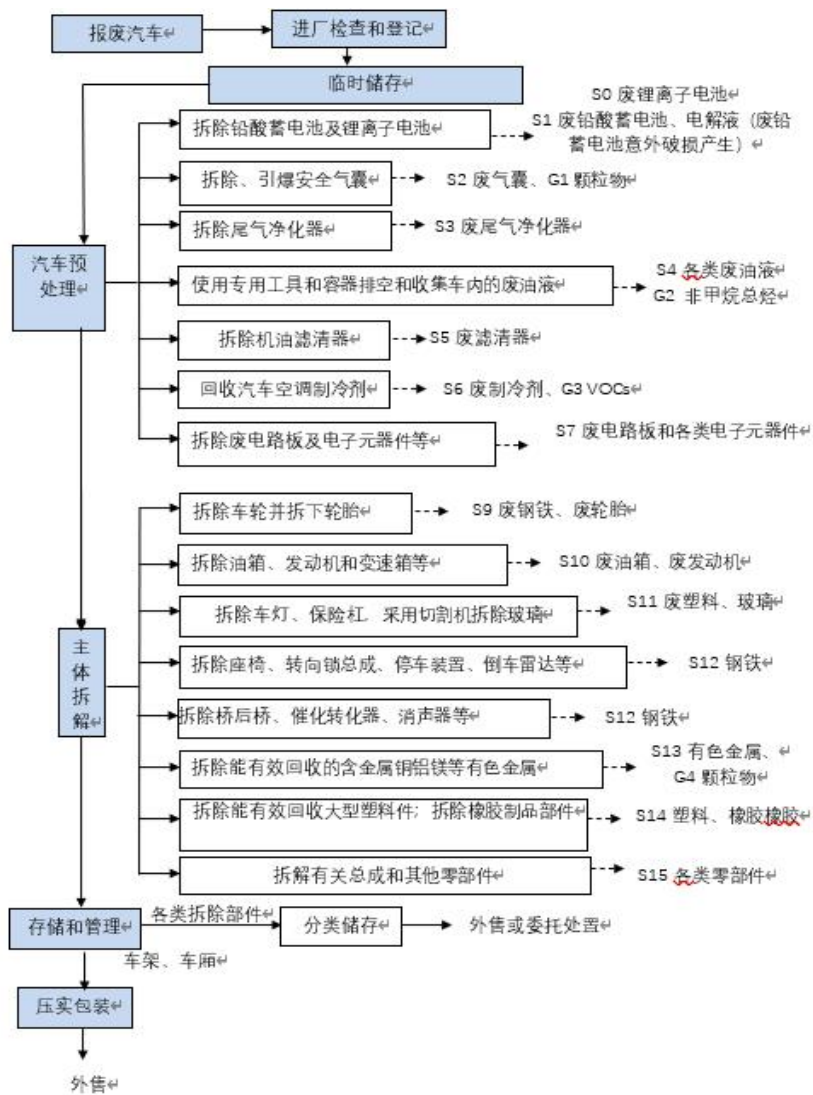 报废汽车
进厂检查和登记
临时储存
S0 废锂离子电池
拆除铅酸蓄电池及锂离子电池
S1 废铅酸蓄电池、电解液（废铅
蓄电池意外破损产生）
拆除、引爆安全气囊
S2 废气囊、G1 颗粒物
拆除尾气净化器
S3 废尾气净化器
汽车预
处理
使用专用工具和容器排空和收集车内的废油液
S4 各类废油液
G2 非甲烷总烃
拆除机油滤清器
S5 废滤清器
回收汽车空调制冷剂
S6 废制冷剂、G3 VOCs
拆除废电路板及电子元器件等
S7 废电路板和各类电子元器件
拆除车轮并拆下轮胎
S9 废钢铁、废轮胎
拆除油箱、发动机和变速箱等
S10 废油箱、废发动机
拆除车灯、保险杠，采用切割机拆除玻璃
S11 废塑料、玻璃
主
体
拆
解
拆除座椅、转向锁总成、停车装置、倒车雷达等
S12 钢铁
拆除桥后桥、催化转化器、消声器等
S12 钢铁
拆除能有效回收的含金属铜铝镁等有色金属
S13 有色金属、
G4 颗粒物
拆除能有效回收大型塑料件；拆除橡胶制品部件
S14 塑料、橡胶橡胶
拆解有关总成和其他零部件
S15 各类零部件
存储和管理
各类拆除部件
分类储存
外售或委托处置
车架、车厢
压实包装
外售